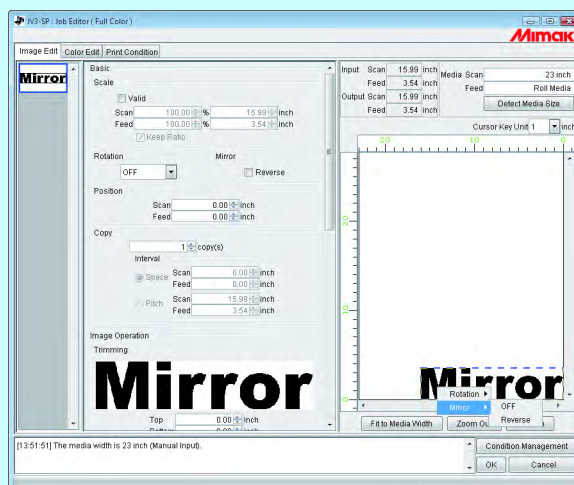 JV3-SP : Job Editor ( Full Color )
Mimaki
Image Edit Color Edit Print Condition
Mirror
Basic
Scale
Valid
Scan 100.00 % 15.99 inch
Feed 100.00 % 3.54 inch
Keep Ratio
Rotation Mirror
OFF Reverse
Position
Scan 0.00 inch
Feed 0.00 inch
Copy
1 copy(s)
Interval
Space Scan 0.00 inch
Feed 0.00 inch
Pitch Scan 15.99 inch
Feed 3.54 inch
Image Operation
Trimming
Mirror
Top 0.00 inch
Input Scan 15.99 inch
Feed 3.54 inch
Output Scan 15.99 inch
Feed 3.54 inch
Media Scan 23 inch
Feed Roll Media
Detect Media Size
Cursor Key Unit 1 inch
20 10 0
20
10
0
Mirror
Rotation
Mirror OFF
Reverse
Fit to Media Width Zoom Ou
[13:51:51] The media width is 23 inch (Manual Input).
Condition Management
OK Cancel